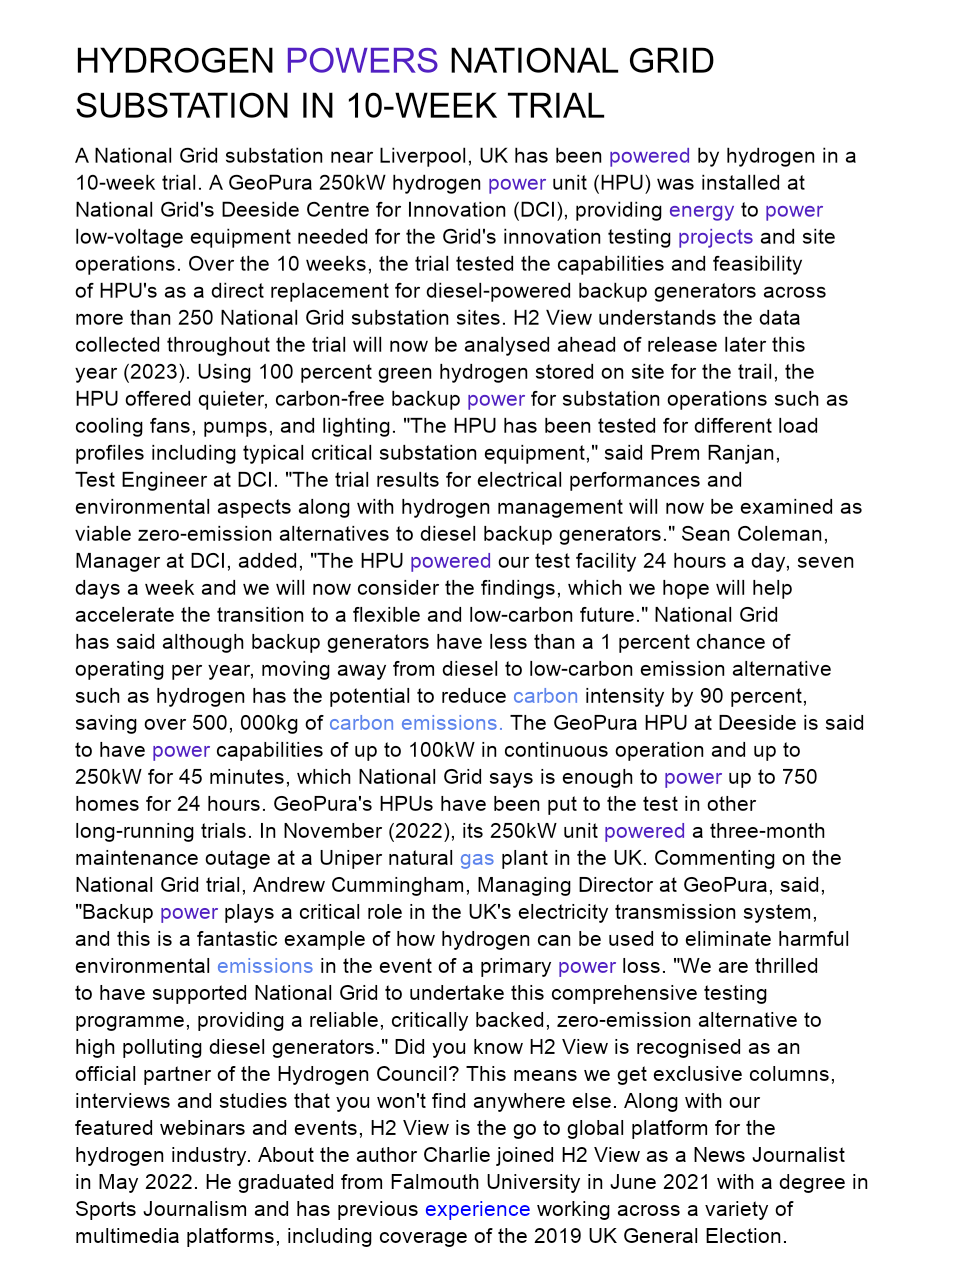 HYDROGEN POWERS NATIONAL GRID
SUBSTATION IN 10-WEEK TRIAL
A National Grid substation near Liverpool, UK has been powered by hydrogen in a
10-week trial. A GeoPura 250kW hydrogen power unit (HPU) was installed at
National Grid's Deeside Centre for Innovation (DCI), providing energy to power
low-voltage equipment needed for the Grid's innovation testing projects and site
operations. Over the 10 weeks, the trial tested the capabilities and feasibility
of HPU's as a direct replacement for diesel-powered backup generators across
more than 250 National Grid substation sites. H2 View understands the data
collected throughout the trial will now be analysed ahead of release later this
year (2023). Using 100 percent green hydrogen stored on site for the trail, the
HPU offered quieter, carbon-free backup power for substation operations such as
cooling fans, pumps, and lighting. "The HPU has been tested for different load
profiles including typical critical substation equipment," said Prem Ranjan,
Test Engineer at DCI. "The trial results for electrical performances and
environmental aspects along with hydrogen management will now be examined as
viable zero-emission alternatives to diesel backup generators." Sean Coleman,
Manager at DCI, added, "The HPU powered our test facility 24 hours a day, seven
days a week and we will now consider the findings, which we hope will help
accelerate the transition to a flexible and low-carbon future." National Grid
has said although backup generators have less than a 1 percent chance of
operating per year, moving away from diesel to low-carbon emission alternative
such as hydrogen has the potential to reduce carbon intensity by 90 percent,
saving over 500, 000kg of carbon emissions. The GeoPura HPU at Deeside is said
to have power capabilities of up to 100kW in continuous operation and up to
250kW for 45 minutes, which National Grid says is enough to power up to 750
homes for 24 hours. GeoPura's HPUs have been put to the test in other
long-running trials. In November (2022), its 250kW unit powered a three-month
maintenance outage at a Uniper natural gas plant in the UK. Commenting on the
National Grid trial, Andrew Cummingham, Managing Director at GeoPura, said,
"Backup power plays a critical role in the UK's electricity transmission system,
and this is a fantastic example of how hydrogen can be used to eliminate harmful
environmental emissions in the event of a primary power loss. "We are thrilled
to have supported National Grid to undertake this comprehensive testing
programme, providing a reliable, critically backed, zero-emission alternative to
high polluting diesel generators." Did you know H2 View is recognised as an
official partner of the Hydrogen Council? This means we get exclusive columns,
interviews and studies that you won't find anywhere else. Along with our
featured webinars and events, H2 View is the go to global platform for the
hydrogen industry. About the author Charlie joined H2 View as a News Journalist
in May 2022. He graduated from Falmouth University in June 2021 with a degree in
Sports Journalism and has previous experience working across a variety of
multimedia platforms, including coverage of the 2019 UK General Election.